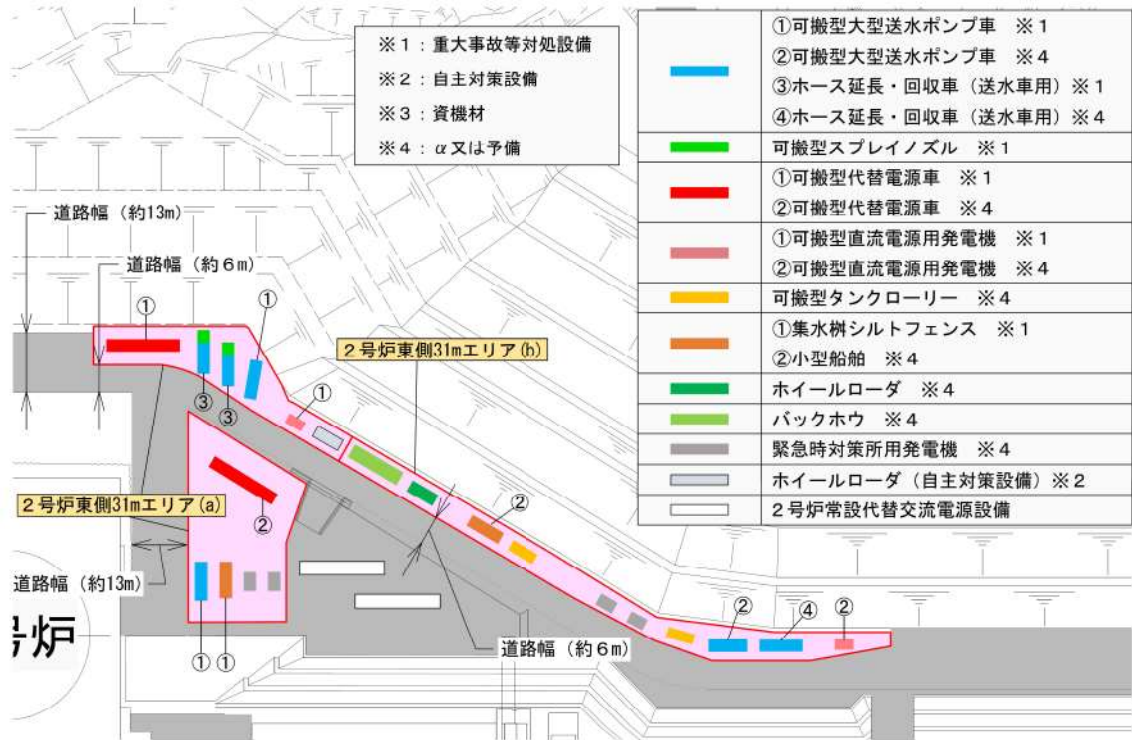 ※1：重大事故等対処設備
※2：自主対策設備
※3：資機材
※4：α又は予備
①可搬型大型送水ポンプ車　※1
②可搬型大型送水ポンプ車　※4
③ホース延長・回収車（送水車用）※1
④ホース延長・回収車（送水車用）※4
可搬型スプレイノズル　※1
①可搬型代替電源車　※1
②可搬型代替電源車　※4
①可搬型直流電源用発電機　※1
②可搬型直流電源用発電機　※4
可搬型タンクローリー　※4
①集水桝シルトフェンス　※1
②小型船舶　※4
ホイールローダ　※4
バックホウ　※4
緊急時対策所用発電機　※4
ホイールローダ（自主対策設備）※2
2号炉常設代替交流電源設備
道路幅（約13m）
道路幅（約6m）
①
①
2号炉東側31mエリア(b)
③
③
①
2号炉東側31mエリア(a)
②
②
道路幅（約13m）
号炉
①
①
道路幅（約6m）
②
④
②